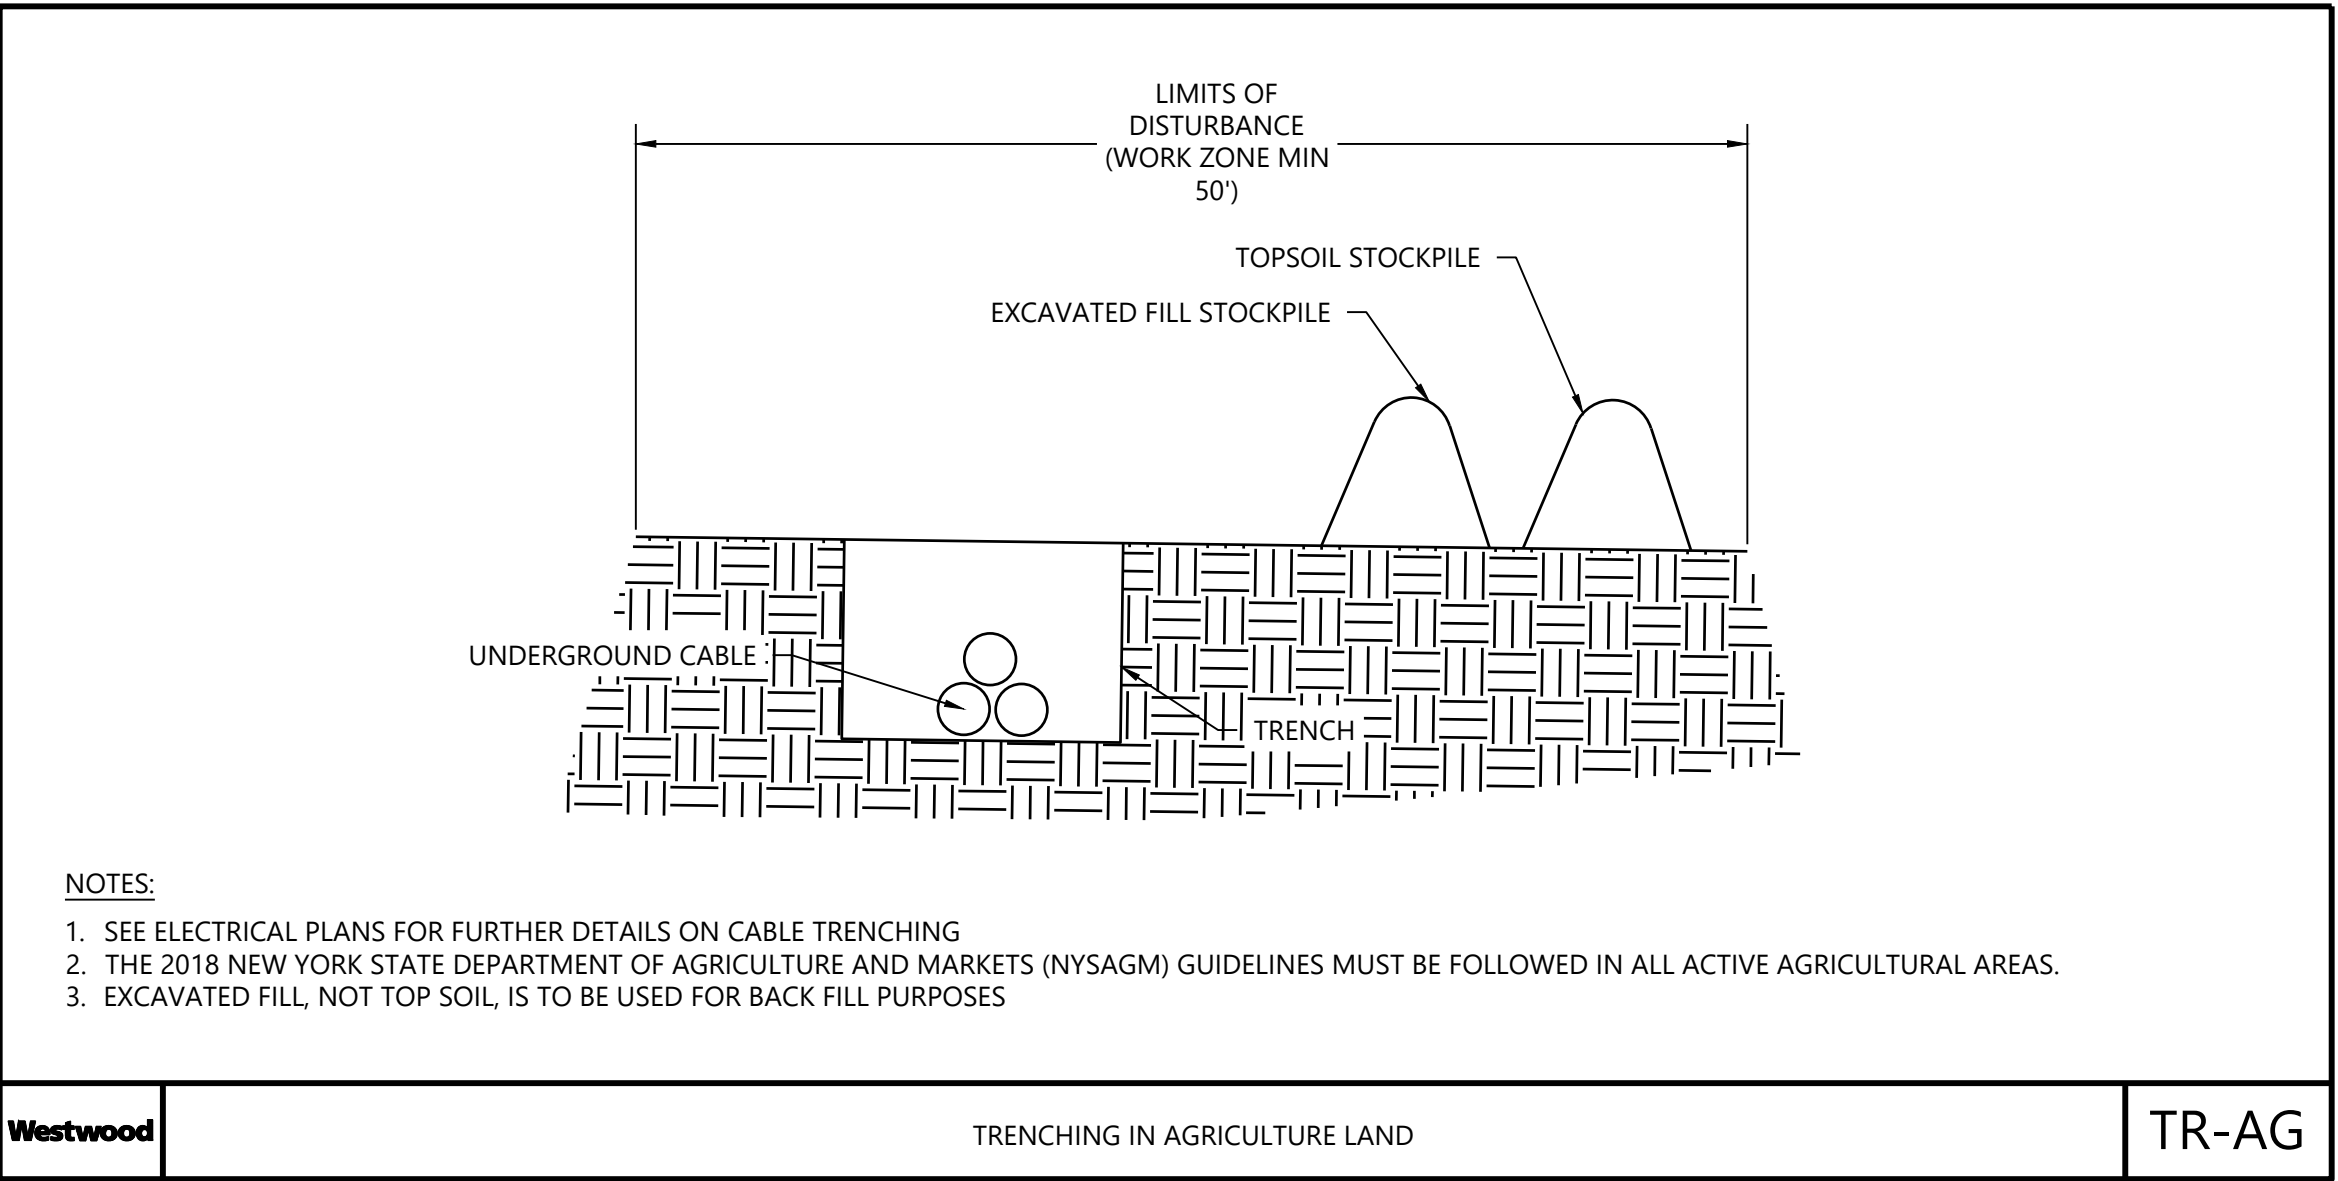 LIMITS OF
DISTURBANCE
(WORK ZONE MIN
50')
TOPSOIL STOCKPILE
EXCAVATED FILL STOCKPILE
UNDERGROUND CABLE
TRENCH
NOTES:
1. SEE ELECTRICAL PLANS FOR FURTHER DETAILS ON CABLE TRENCHING
2. THE 2018 NEW YORK STATE DEPARTMENT OF AGRICULTURE AND MARKETS (NYSAGM) GUIDELINES MUST BE FOLLOWED IN ALL ACTIVE AGRICULTURAL AREAS.
3. EXCAVATED FILL, NOT TOP SOIL, IS TO BE USED FOR BACK FILL PURPOSES
Westwood
TRENCHING IN AGRICULTURE LAND
TR-AG